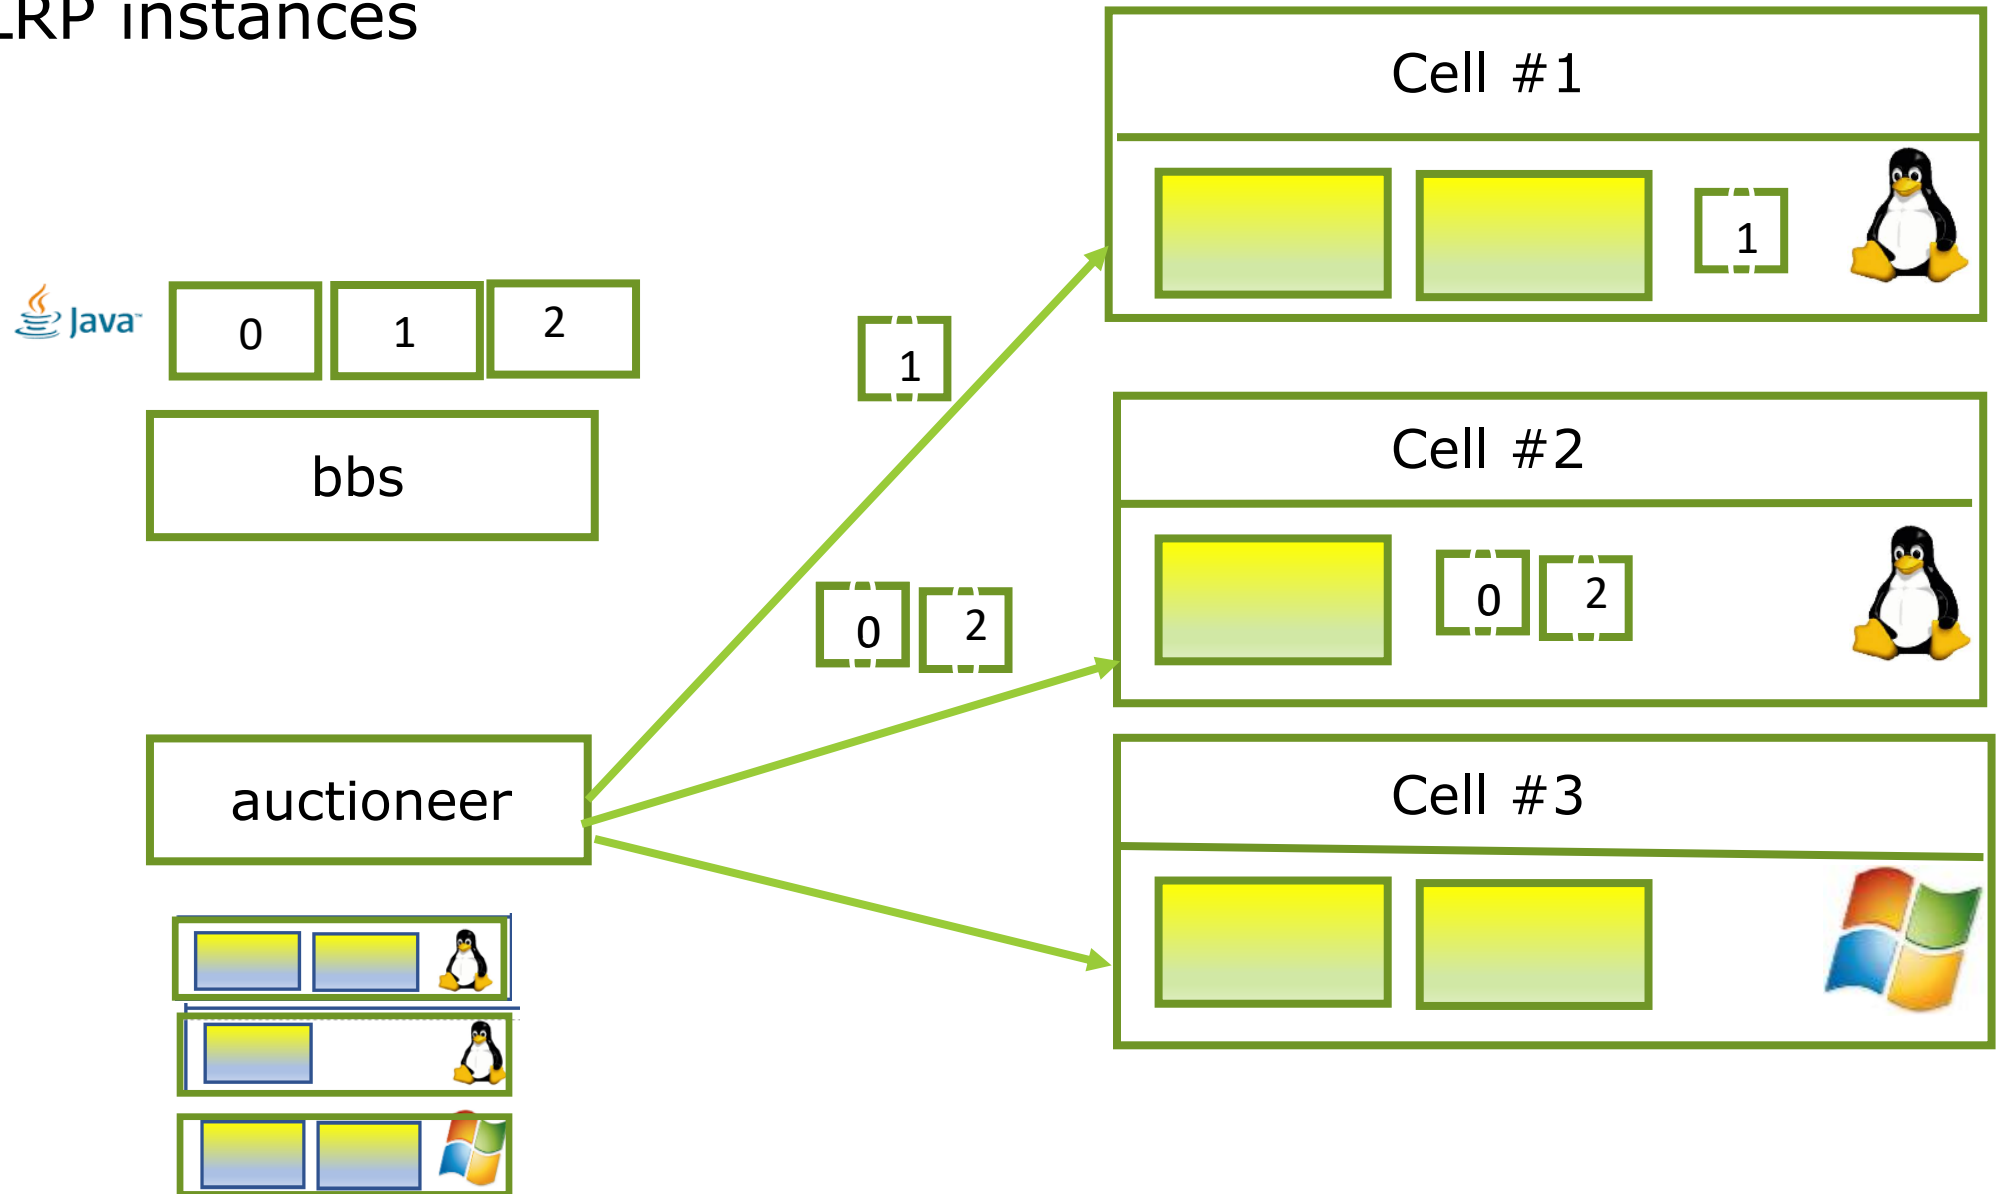 LRP instances
Cell #1
1
Java™
0 1 2
1
bbs
Cell #2
0 2
0 2
auctioneer
Cell #3